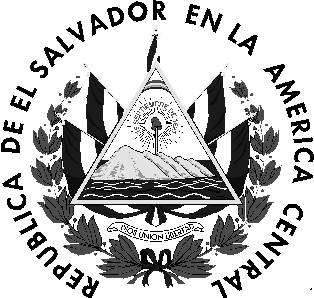 REPUBLICA DE EL SALVADOR EN LA AMERICA CENTRAL
DIOS UNION LIBERTAD